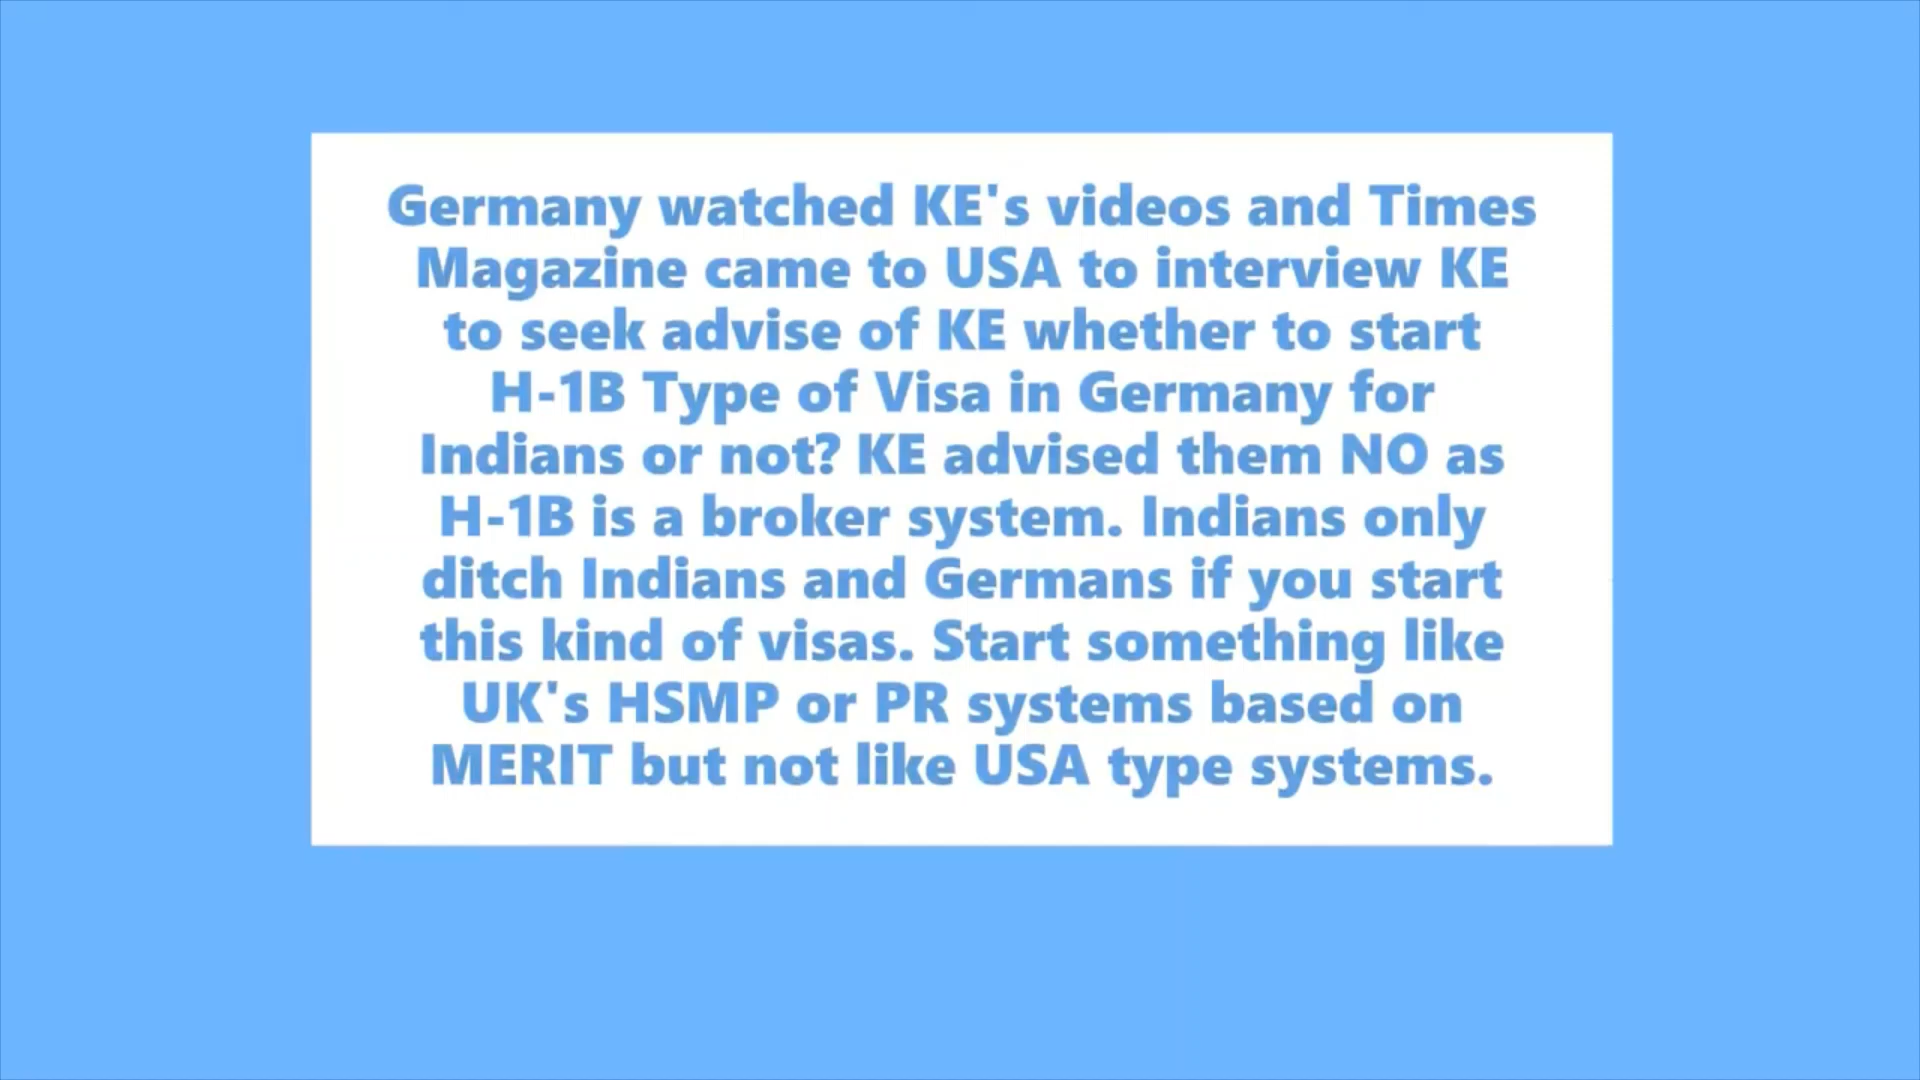 Germany watched KE's videos and Times
Magazine came to USA to interview KE
to seek advise of KE whether to start
H-1B Type of Visa in Germany for
Indians or not? KE advised them NO as
H-1B is a broker system. Indians only
ditch Indians and Germans if you start
this kind of visas. Start something like
UK's HSMP or PR systems based on
MERIT but not like USA type systems.